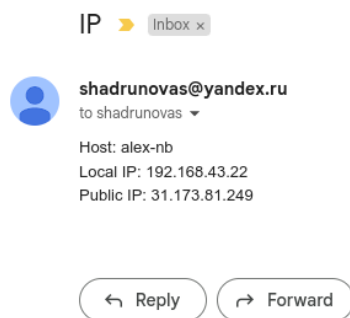 IP
Inbox ×
shadrunovas@yandex.ru
to shadrunovas
Host: alex-nb
Local IP: 192.168.43.22
Public IP: 31.173.81.249
Reply
Forward